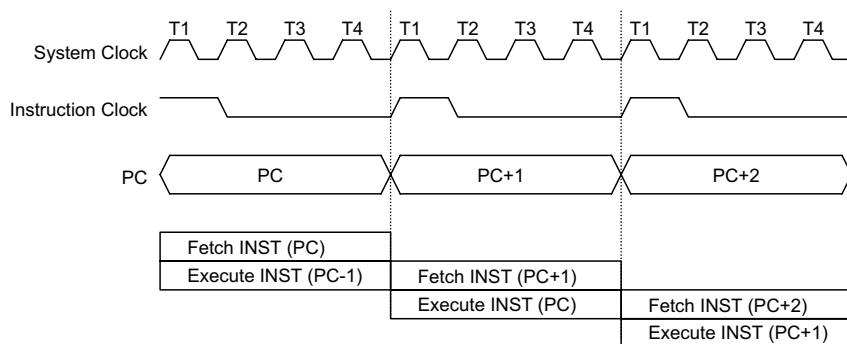 T1 T2 T3 T4 T1 T2 T3 T4 T1 T2 T3 T4
System Clock
Instruction Clock
PC PC PC+1 PC+2
Fetch INST (PC)
Execute INST (PC-1) Fetch INST (PC+1)
Execute INST (PC) Fetch INST (PC+2)
Execute INST (PC+1)